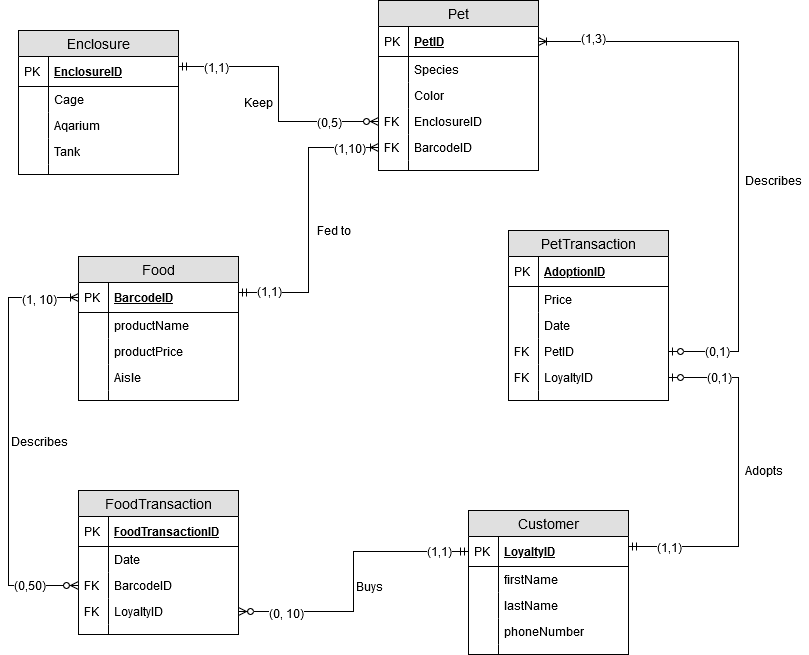 Pet
PK PetID
Species
Color
FK EnclosureID
FK BarcodeID
Enclosure
PK EnclosureID
Cage
Aqarium
Tank
(1,1)
Keep
(0,5)
(1,3)
Describes
(1,10)
Fed to
(1,1)
Food
PK BarcodeID
productName
productPrice
Aisle
(1, 10)
Describes
(0,50)
PetTransaction
PK AdoptionID
Price
Date
FK PetID
FK LoyaltyID
(0,1)
(0,1)
Adopts
(1,1)
FoodTransaction
PK FoodTransactionID
Date
FK BarcodeID
FK LoyaltyID
(0, 10)
Buys
(1,1)
Customer
PK LoyaltyID
firstName
lastName
phoneNumber